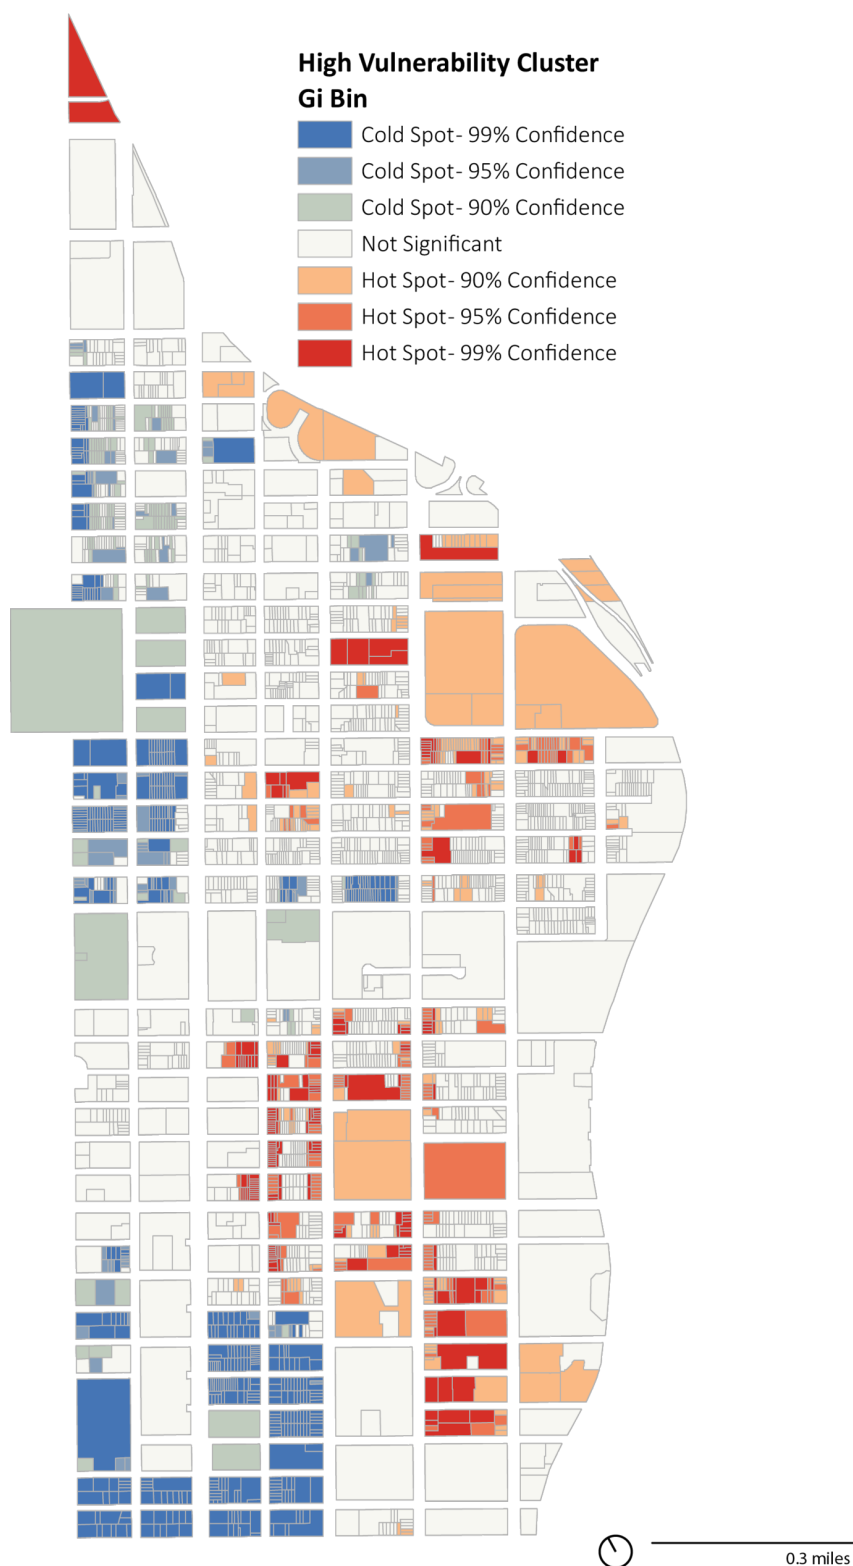 High Vulnerability Cluster
Gi Bin
Cold Spot- 99% Confidence
Cold Spot- 95% Confidence
Cold Spot- 90% Confidence
Not Significant
Hot Spot- 90% Confidence
Hot Spot- 95% Confidence
Hot Spot- 99% Confidence
0.3 miles